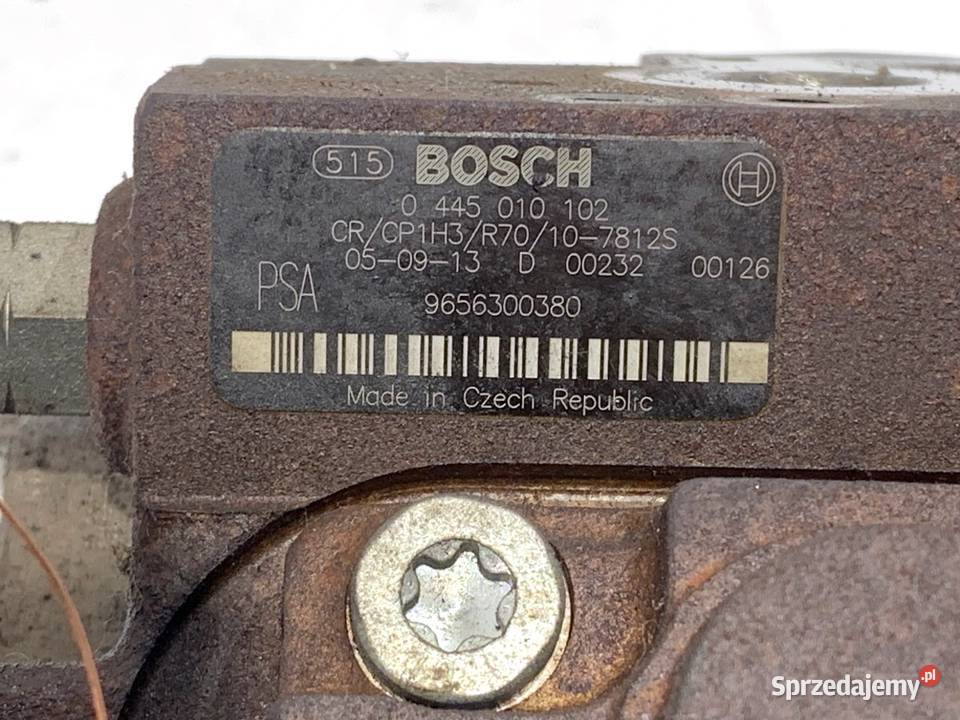 515 BOSCH
0 445 010 102
CR/CP1H3/R70/10-7812S
05-09-13 D 00232 00126
PSA 9656300380
Made in Czech Republic
Sprzedajemy.pl